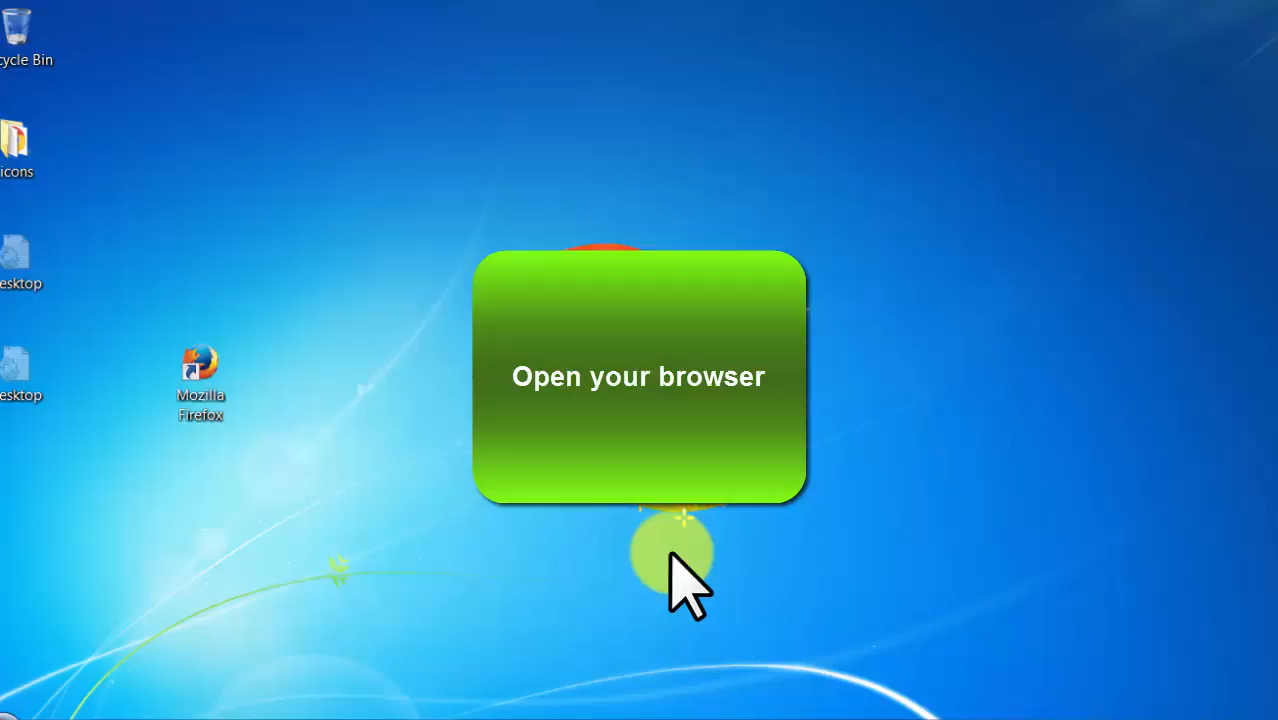 cycle Bin
icons
esktop
esktop
Mozilla
Firefox
Open your browser